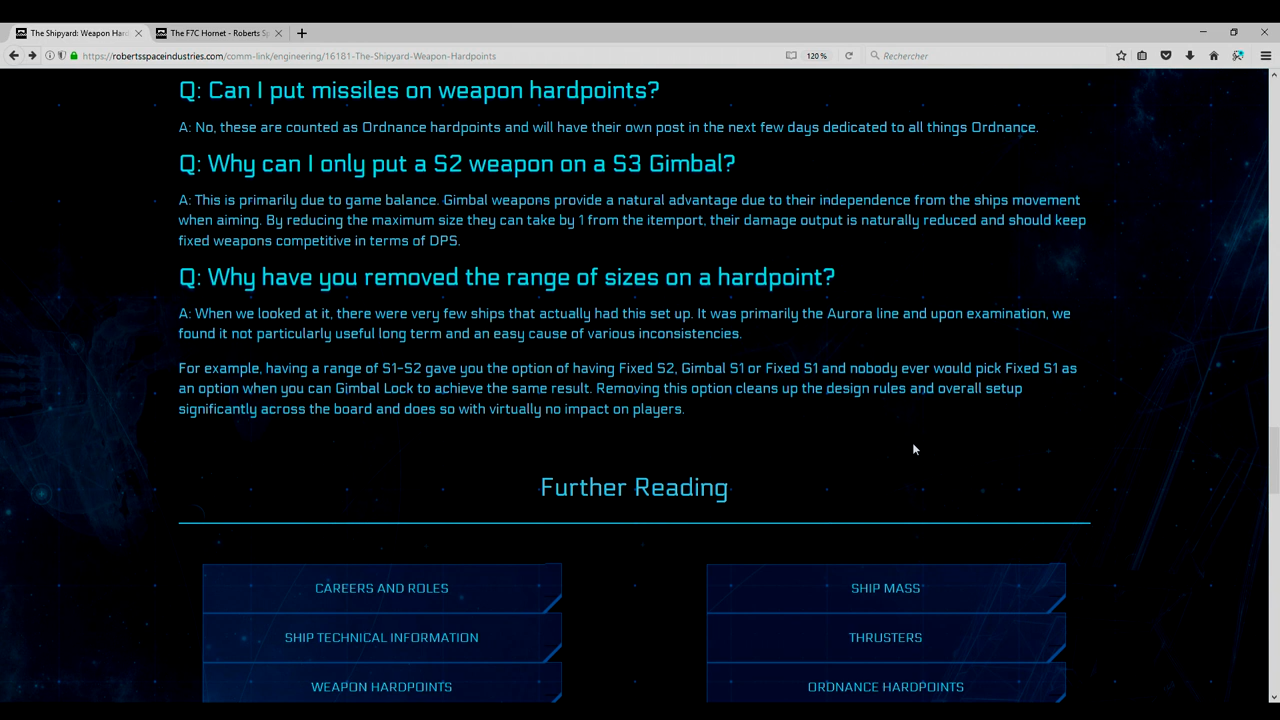 The Shipyard: Weapon Har
The F7C Hornet - Roberts Sp
https://robertsspaceindustries.com/comm-link/engineering/16181-The-Shipyard-Weapon-Hardpoints
120%
Rechercher
Q: Can I put missiles on weapon hardpoints?
A: No, these are counted as Ordnance hardpoints and will have their own post in the next few days dedicated to all things Ordnance.
Q: Why can I only put a S2 weapon on a S3 Gimbal?
A: This is primarily due to game balance. Gimbal weapons provide a natural advantage due to their independence from the ships movement
when aiming. By reducing the maximum size they can take by 1 from the itemport, their damage output is naturally reduced and should keep
fixed weapons competitive in terms of DPS.
Q: Why have you removed the range of sizes on a hardpoint?
A: When we looked at it, there were very few ships that actually had this set up. It was primarily the Aurora line and upon examination, we
found it not particularly useful long term and an easy cause of various inconsistencies.
For example, having a range of S1-S2 gave you the option of having Fixed S2, Gimbal S1 or Fixed S1 and nobody ever would pick Fixed S1 as
an option when you can Gimbal Lock to achieve the same result. Removing this option cleans up the design rules and overall setup
significantly across the board and does so with virtually no impact on players.
Further Reading
CAREERS AND ROLES
SHIP MASS
SHIP TECHNICAL INFORMATION
THRUSTERS
WEAPON HARDPOINTS
ORDNANCE HARDPOINTS